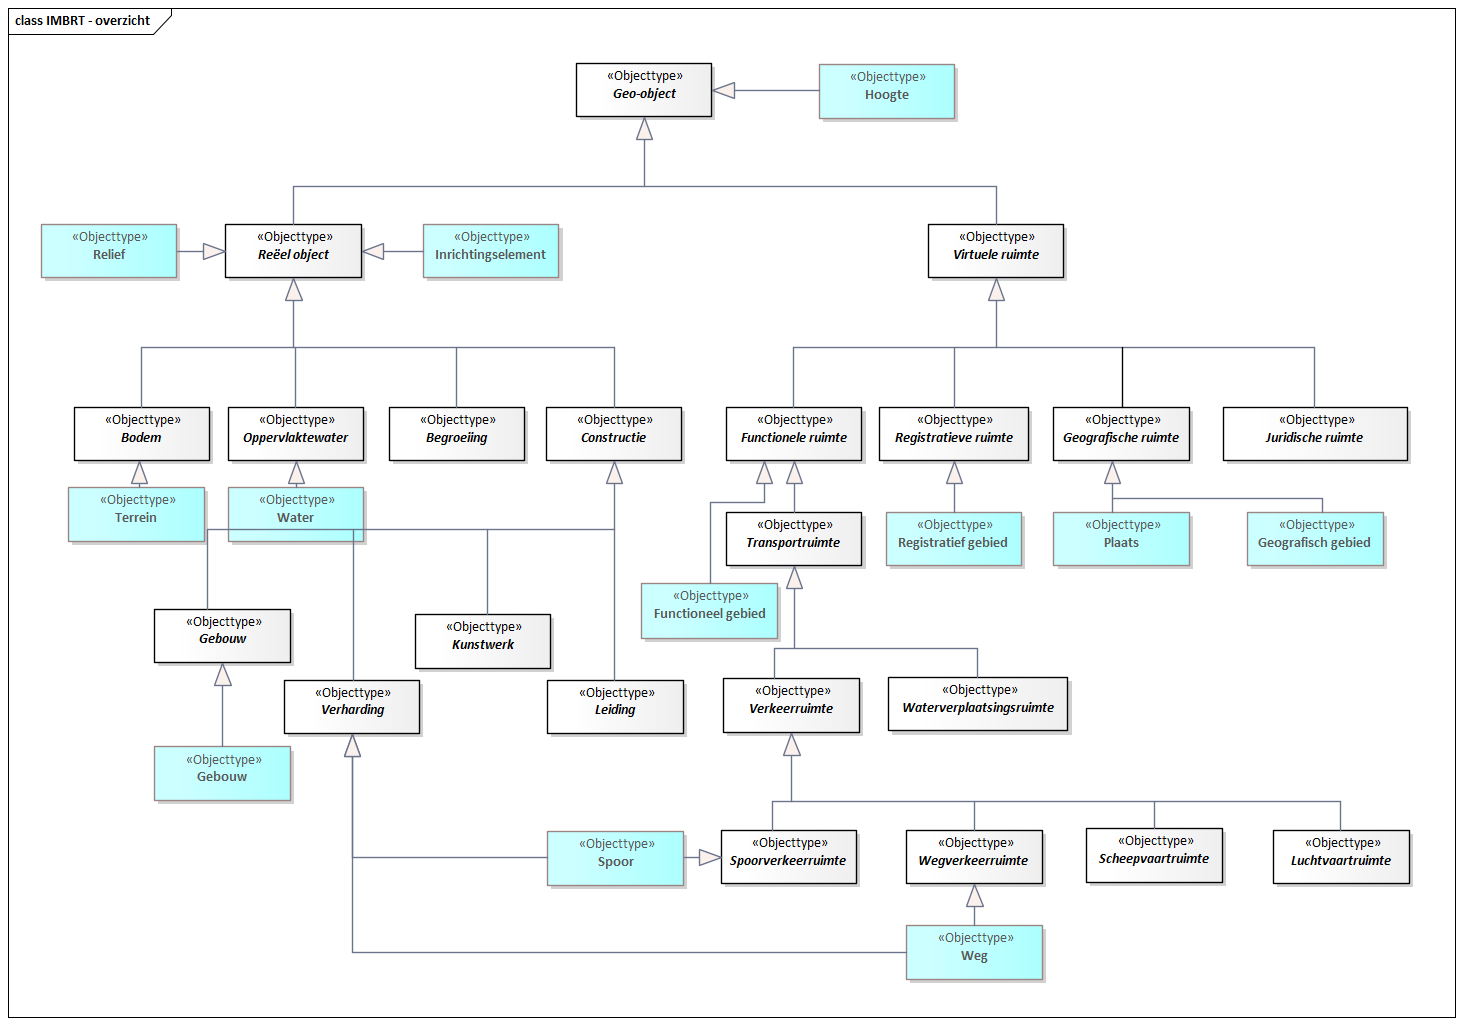 class IMBRT - overzicht
«Objecttype»
Geo-object
«Objecttype»
Hoogte
«Objecttype»
Relief
«Objecttype»
Reëel object
«Objecttype»
Inrichtingselement
«Objecttype»
Virtuele ruimte
«Objecttype»
Bodem
«Objecttype»
Oppervlaktewater
«Objecttype»
Begroeiing
«Objecttype»
Constructie
«Objecttype»
Functionele ruimte
«Objecttype»
Registratieve ruimte
«Objecttype»
Geografische ruimte
«Objecttype»
Juridische ruimte
«Objecttype»
Terrein
«Objecttype»
Water
«Objecttype»
Transportruimte
«Objecttype»
Registratief gebied
«Objecttype»
Plaats
«Objecttype»
Geografisch gebied
«Objecttype»
Functioneel gebied
«Objecttype»
Gebouw
«Objecttype»
Kunstwerk
«Objecttype»
Verharding
«Objecttype»
Leiding
«Objecttype»
Verkeerruimte
«Objecttype»
Waterverplaatsingsruimte
«Objecttype»
Gebouw
«Objecttype»
Spoor
«Objecttype»
Spoorverkeerruimte
«Objecttype»
Wegverkeerruimte
«Objecttype»
Scheepvaartruimte
«Objecttype»
Luchtvaartruimte
«Objecttype»
Weg